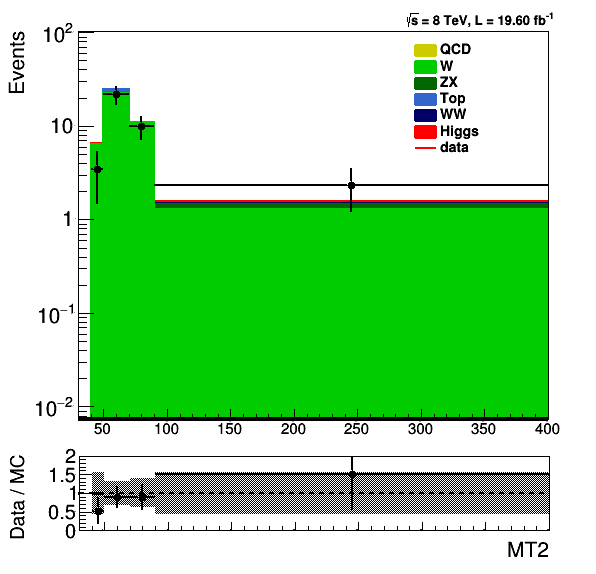 √s = 8 TeV, L = 19.60 fb⁻¹
Events
10²
10
1
10⁻¹
10⁻²
QCD
W
ZX
Top
WW
Higgs
data
50 100 150 200 250 300 350 400
Data / MC
2
1.5
1
0.5
0
MT2